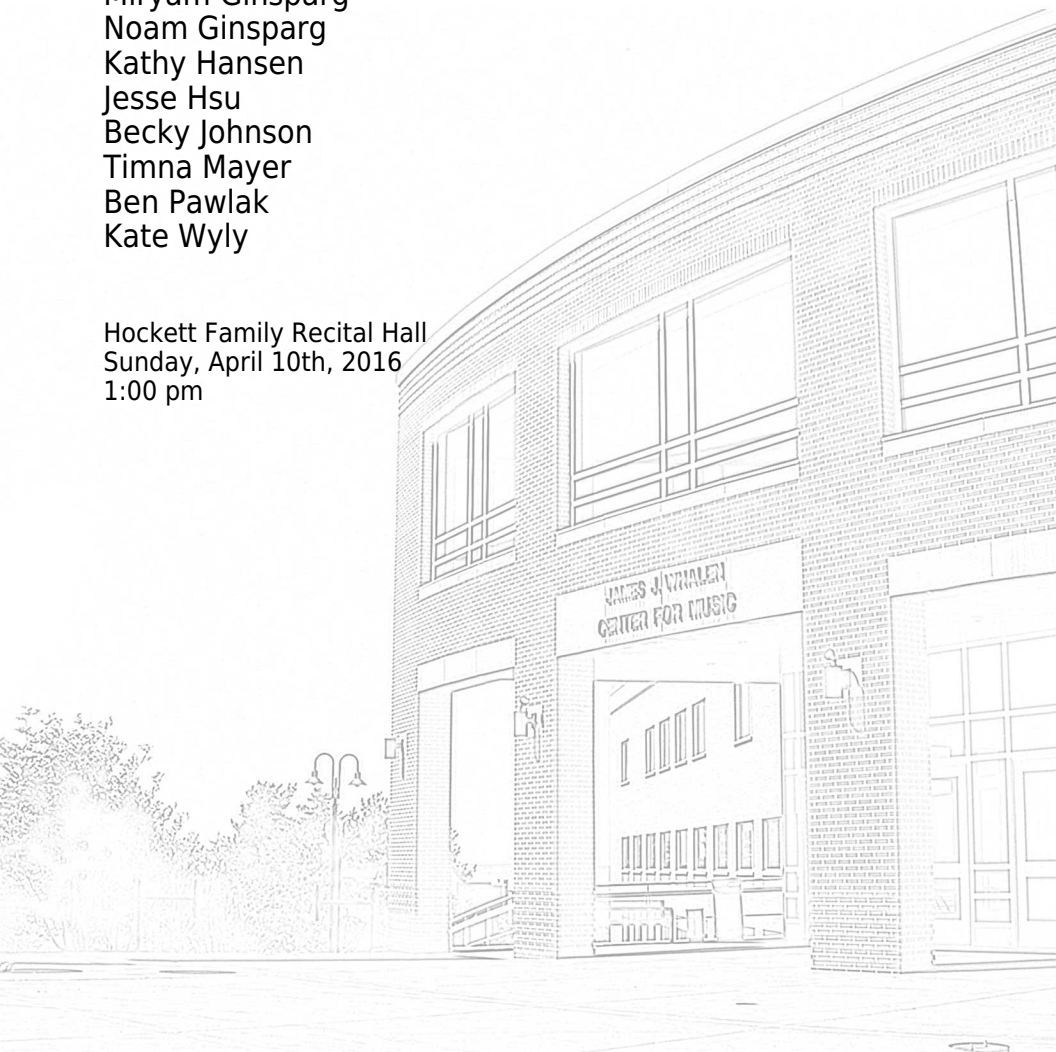 Miryam Ginsparg
Noam Ginsparg
Kathy Hansen
Jesse Hsu
Becky Johnson
Timna Mayer
Ben Pawlak
Kate Wyly
Hockett Family Recital Hall
Sunday, April 10th, 2016
1:00 pm
JAMES J. WHALEN
CENTER FOR MUSIC